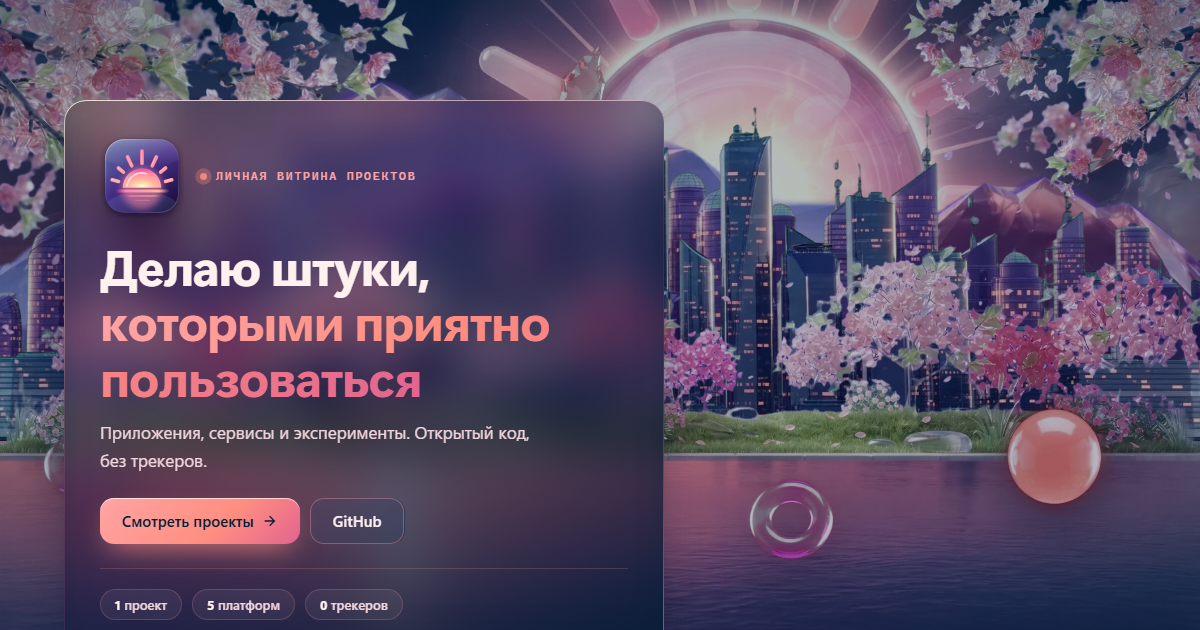 ЛИЧНАЯ ВИТРИНА ПРОЕКТОВ
Делаю штуки,
которыми приятно
пользоваться
Приложения, сервисы и эксперименты. Открытый код,
без трекеров.
Смотреть проекты →
GitHub
1 проект
5 платформ
0 трекеров